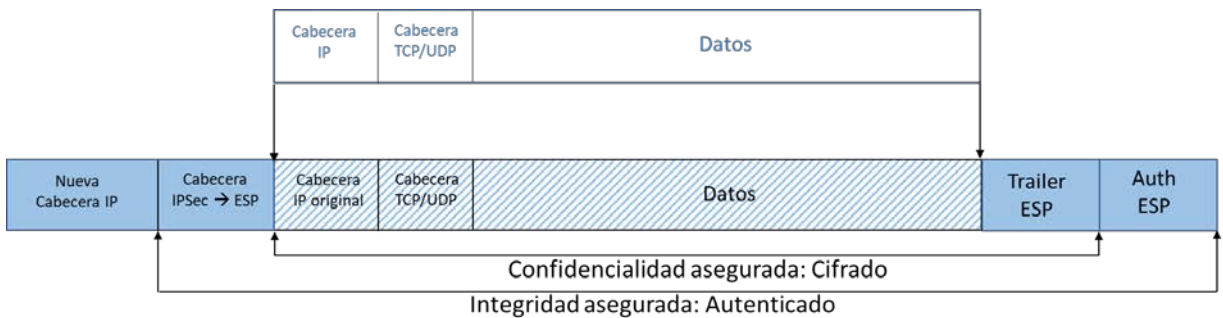 Cabecera
IP
Cabecera
TCP/UDP
Datos
Nueva
Cabecera IP
Cabecera
IPSec → ESP
Cabecera
IP original
Cabecera
TCP/UDP
Datos
Trailer
ESP
Auth
ESP
Confidencialidad asegurada: Cifrado
Integridad asegurada: Autenticado